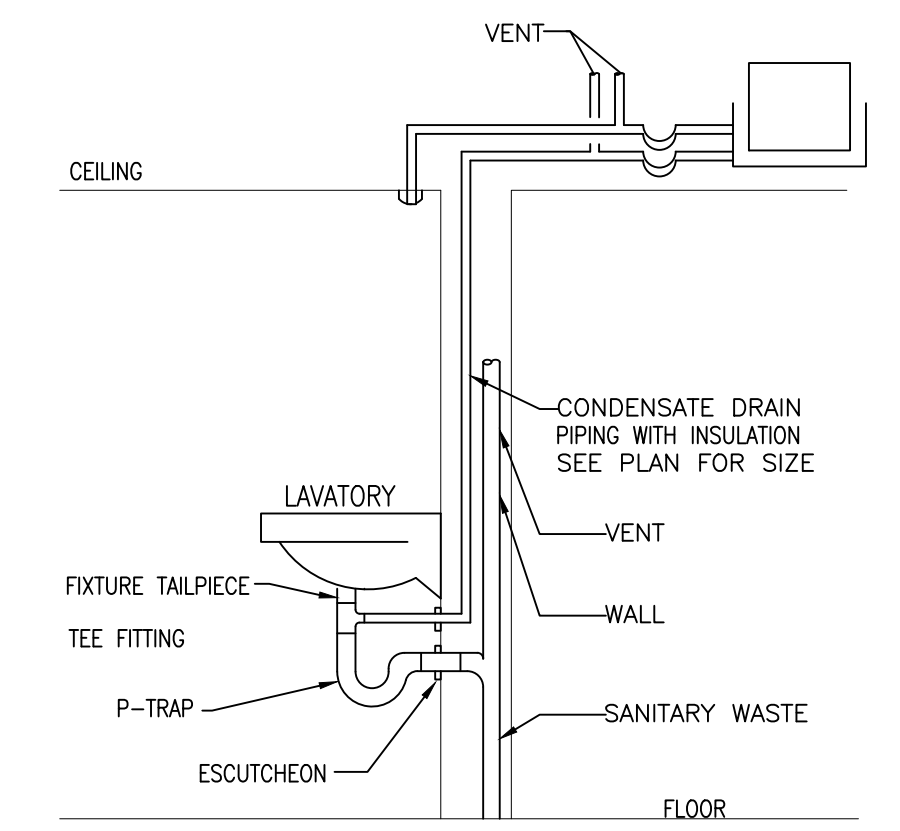 VENT
CEILING
CONDENSATE DRAIN
PIPING WITH INSULATION
SEE PLAN FOR SIZE
LAVATORY
VENT
FIXTURE TAILPIECE
WALL
TEE FITTING
P-TRAP
SANITARY WASTE
ESCUTCHEON
FLOOR